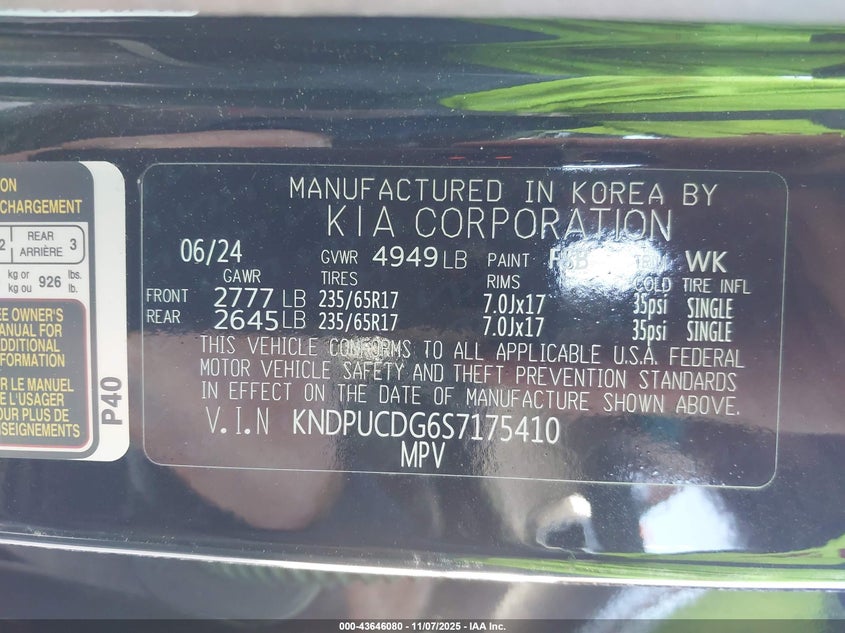 ON
CHARGEMENT
2 REAR ARRIÈRE 3
kg or kg ou 926 lbs. lb.
EE OWNER'S
MANUAL FOR
ADDITIONAL
FORMATION
R LE MANUEL
E L'USAGER
OUR PLUS DE
SEIGNEMENTS
P40
MANUFACTURED IN KOREA BY
KIA CORPORATION
06/24 GVWR 4949 LB PAINT WK
GAWR TIRES RIMS COLD TIRE INFL
FRONT 2777 LB 235/65R17 7.0Jx17 35psi SINGLE
REAR 2645 LB 235/65R17 7.0Jx17 35psi SINGLE
THIS VEHICLE CONFORMS TO ALL APPLICABLE U.S.A. FEDERAL
MOTOR VEHICLE SAFETY AND THEFT PREVENTION STANDARDS
IN EFFECT ON THE DATE OF MANUFACTURE SHOWN ABOVE.
V.I.N KNDPUCDG6S7175410
MPV
000-43646080 - 11/07/2025 - IAA Inc.